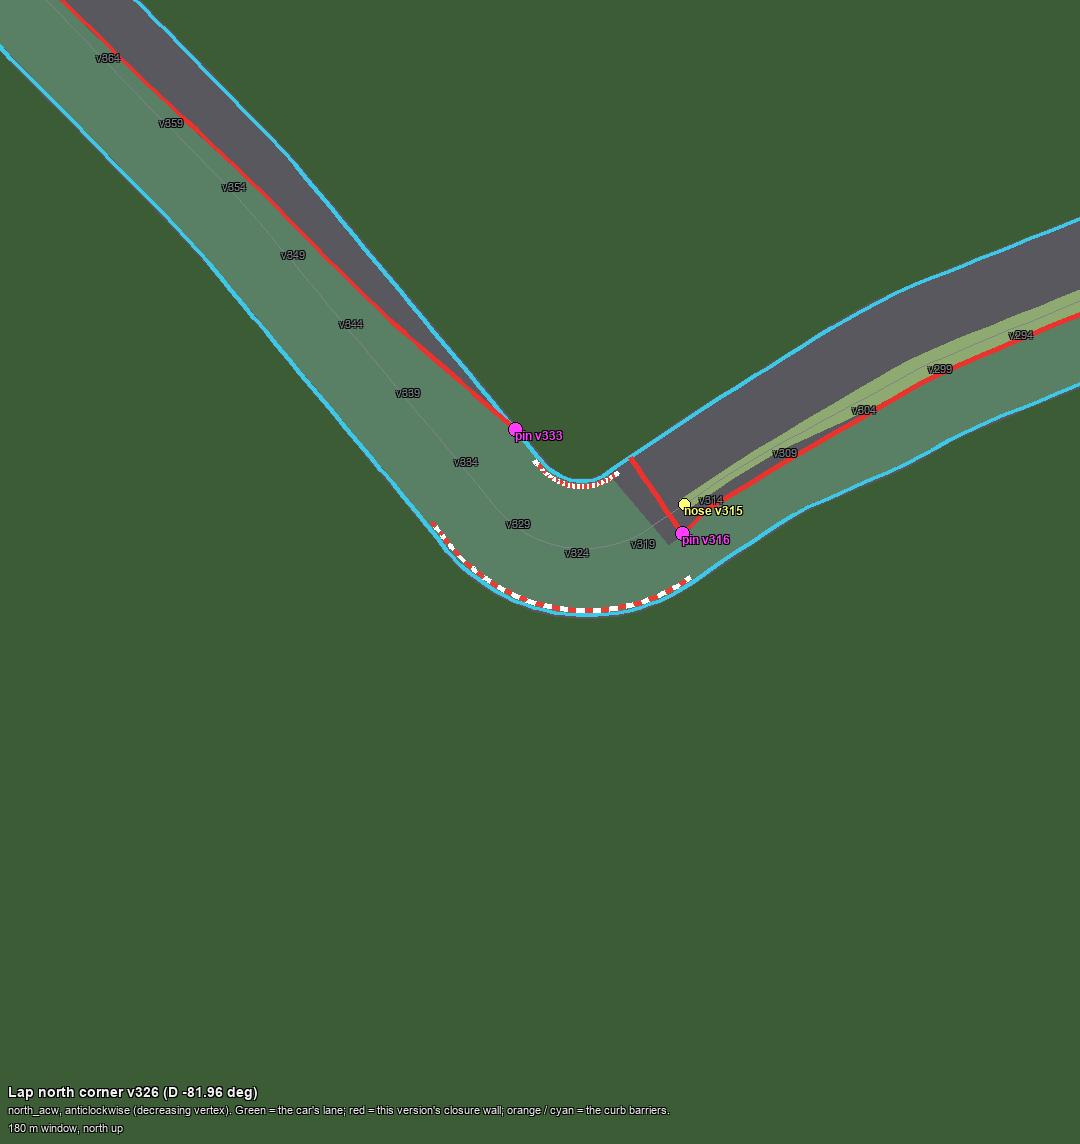 v364
v359
v354
v349
v344
v339
v334
v329
v324
v319
v294
v299
v304
v309
v314
pin v333
nose v315
pin v316
Lap north corner v326 (D -81.96 deg)
north_acw, anticlockwise (decreasing vertex). Green = the car's lane; red = this version's closure wall; orange / cyan = the curb barriers.
180 m window, north up